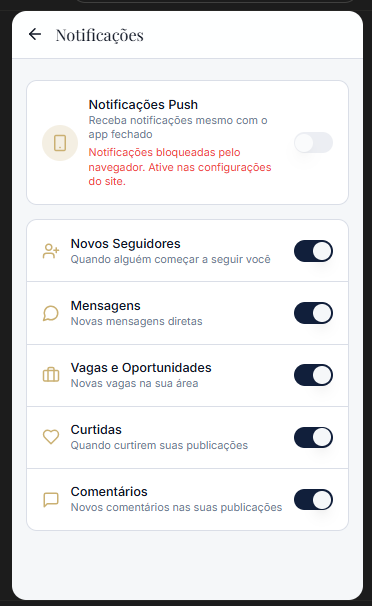 Notificações
Notificações Push
Receba notificações mesmo com o
app fechado
Notificações bloqueadas pelo
navegador. Ative nas configurações
do site.
Novos Seguidores
Quando alguém começar a seguir você
Mensagens
Novas mensagens diretas
Vagas e Oportunidades
Novas vagas na sua área
Curtidas
Quando curtirem suas publicações
Comentários
Novos comentários nas suas publicações